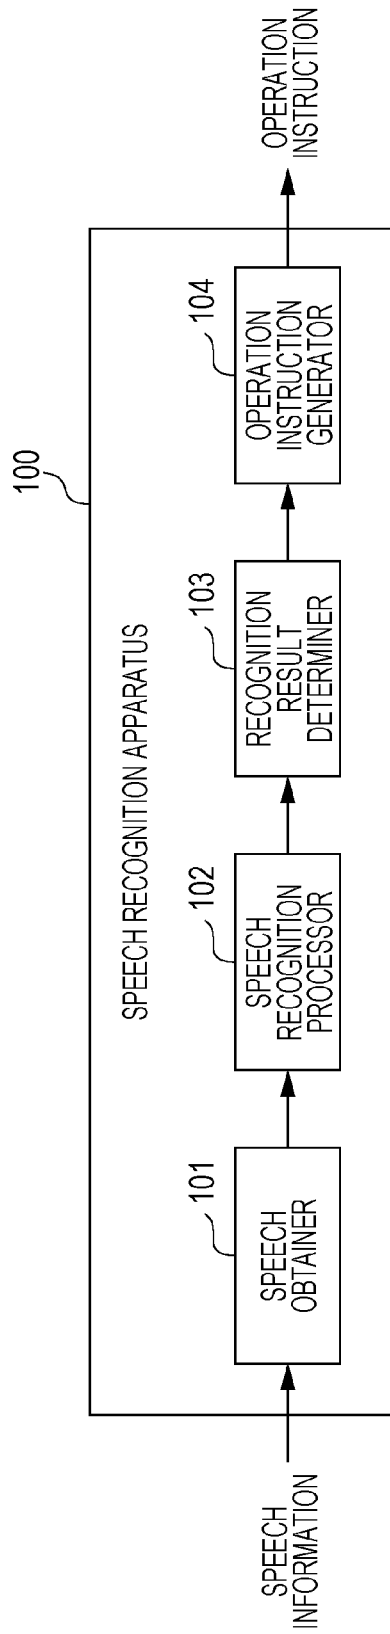 100
SPEECH RECOGNITION APPARATUS
SPEECH
INFORMATION
101
SPEECH
OBTAINER
102
SPEECH
RECOGNITION
PROCESSOR
103
RECOGNITION
RESULT
DETERMINER
104
OPERATION
INSTRUCTION
GENERATOR
OPERATION
INSTRUCTION